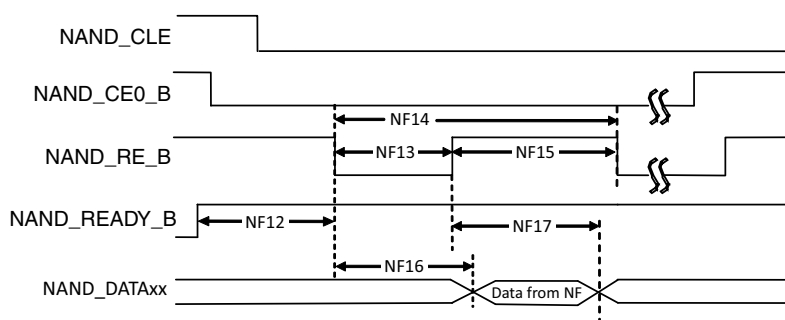 NAND_CLE
NAND_CE0_B
NF14
NAND_RE_B
NF13
NF15
NAND_READY_B
NF12
NF17
NF16
NAND_DATAxx
Data from NF